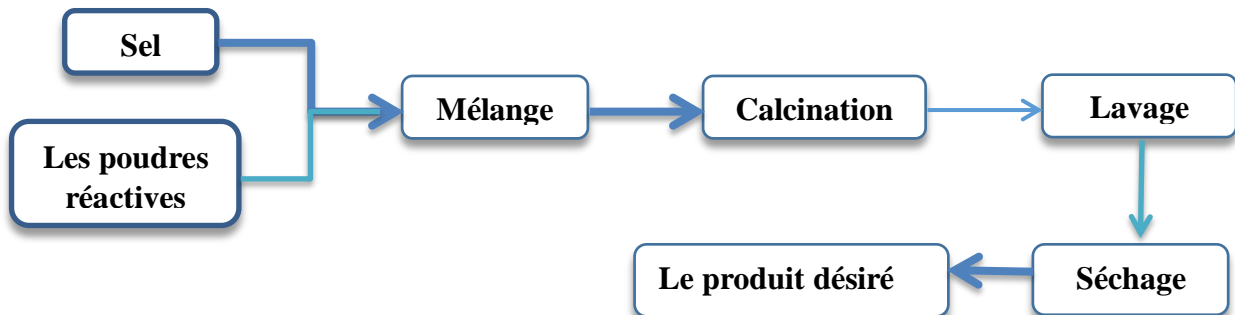 Sel
Les poudres
réactives
Mélange
Calcination
Lavage
Séchage
Le produit désiré